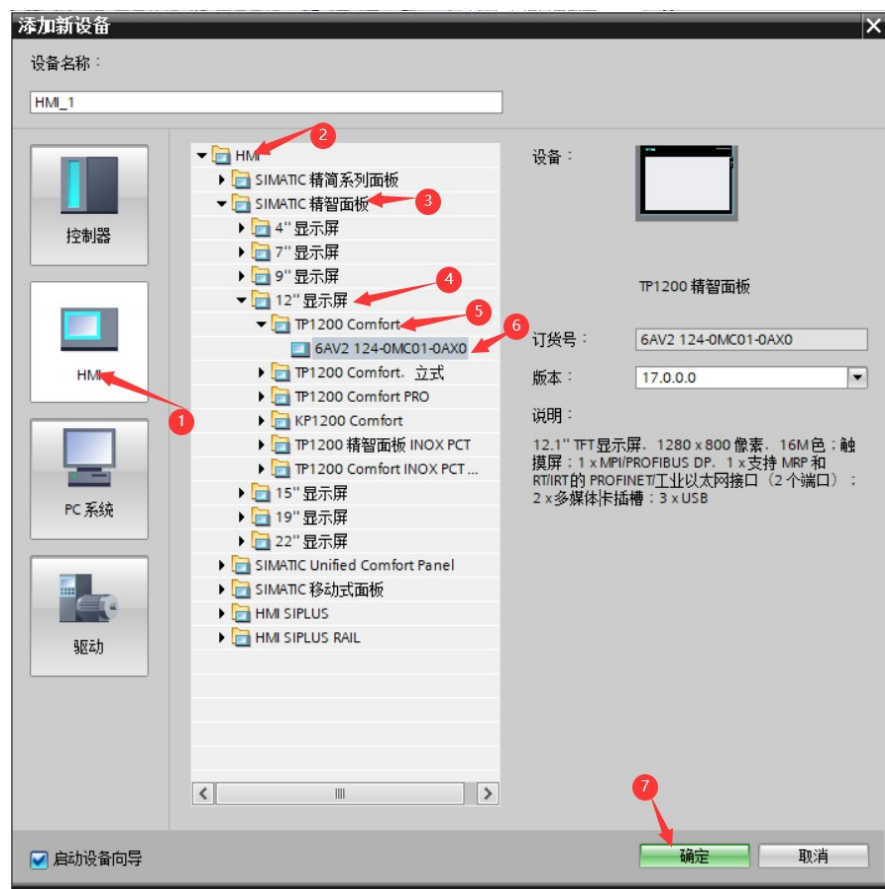 添加新设备
设备名称：
HMI_1
控制器
HMI
PC 系统
驱动
HMI
SIMATIC 精简系列面板
SIMATIC 精智面板
4" 显示屏
7" 显示屏
9" 显示屏
12" 显示屏
TP1200 Comfort
6AV2 124-0MC01-0AX0
TP1200 Comfort．立式
TP1200 Comfort PRO
KP1200 Comfort
TP1200 精智面板 INOX PCT
TP1200 Comfort INOX PCT ...
15" 显示屏
19" 显示屏
22" 显示屏
SIMATIC Unified Comfort Panel
SIMATIC 移动式面板
HMI SIPLUS
HMI SIPLUS RAIL
设备：
TP1200 精智面板
订货号：
6AV2 124-0MC01-0AX0
版本：
17.0.0.0
说明：
12.1" TFT显示屏．1280 x 800 像素．16M色；触
摸屏；1 x MPI/PROFIBUS DP．1 x支持 MRP 和
RT/IRT的 PROFINET/工业以太网接口（2 个端口）；
2 x多媒体卡插槽；3 x USB
1
2
3
4
5
6
7
启动设备向导
确定
取消